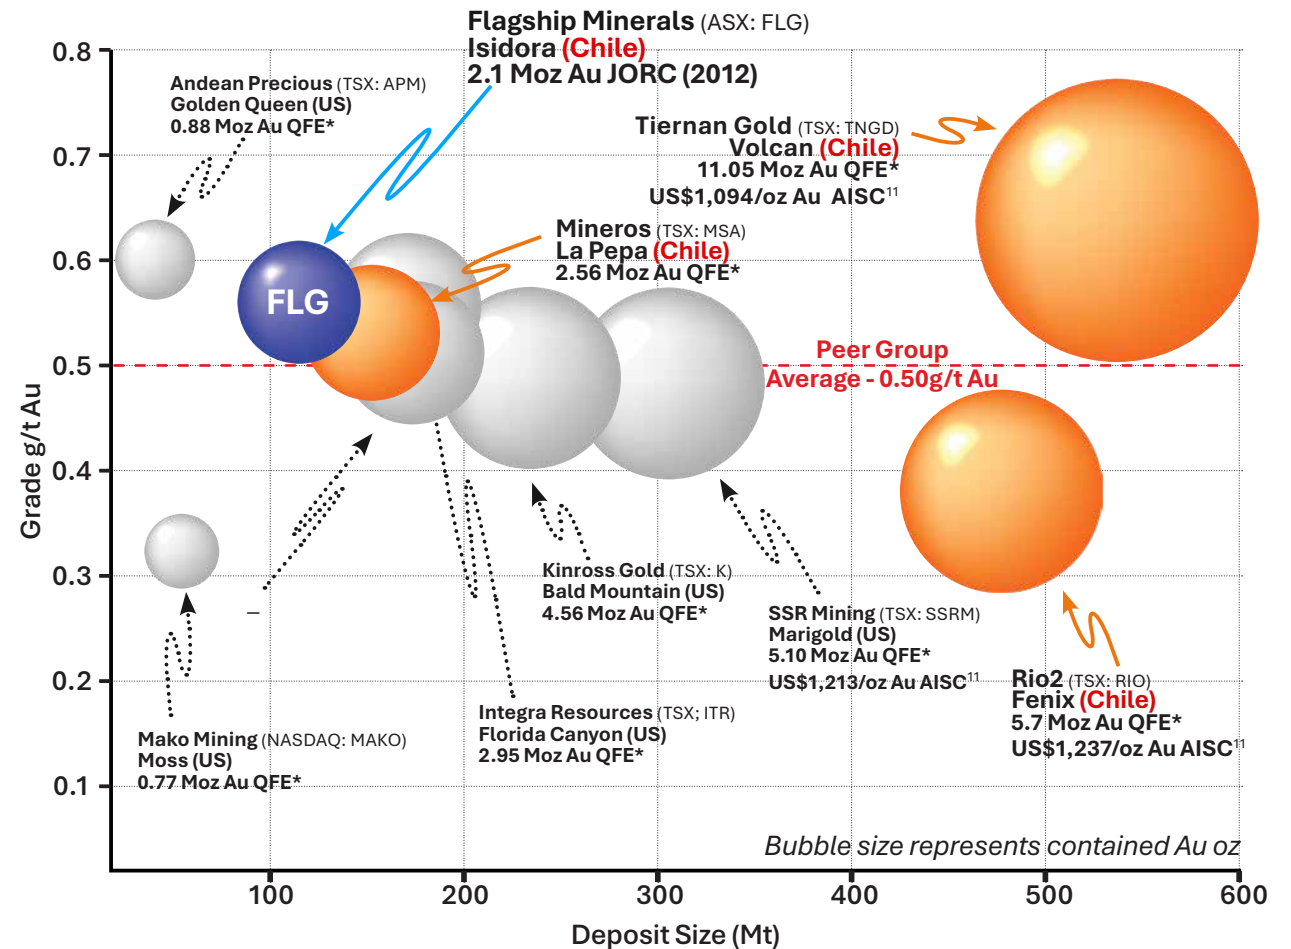 Flagship Minerals (ASX: FLG)
Isidora (Chile)
2.1 Moz Au JORC (2012)
Andean Precious (TSX: APM)
Golden Queen (US)
0.88 Moz Au QFE*
Tiernan Gold (TSX: TNGD)
Volcan (Chile)
11.05 Moz Au QFE*
US$1,094/oz Au AISC11
Mineros (TSX: MSA)
La Pepa (Chile)
2.56 Moz Au QFE*
FLG
Peer Group
Average - 0.50g/t Au
Kinross Gold (TSX: K)
Bald Mountain (US)
4.56 Moz Au QFE*
SSR Mining (TSX: SSRM)
Marigold (US)
5.10 Moz Au QFE*
US$1,213/oz Au AISC11
Rio2 (TSX: RIO)
Fenix (Chile)
5.7 Moz Au QFE*
US$1,237/oz Au AISC11
Integra Resources (TSX; ITR)
Florida Canyon (US)
2.95 Moz Au QFE*
Mako Mining (NASDAQ: MAKO)
Moss (US)
0.77 Moz Au QFE*
–
Bubble size represents contained Au oz
Grade g/t Au
0.8
0.7
0.6
0.5
0.4
0.3
0.2
0.1
100 200 300 400 500 600
Deposit Size (Mt)